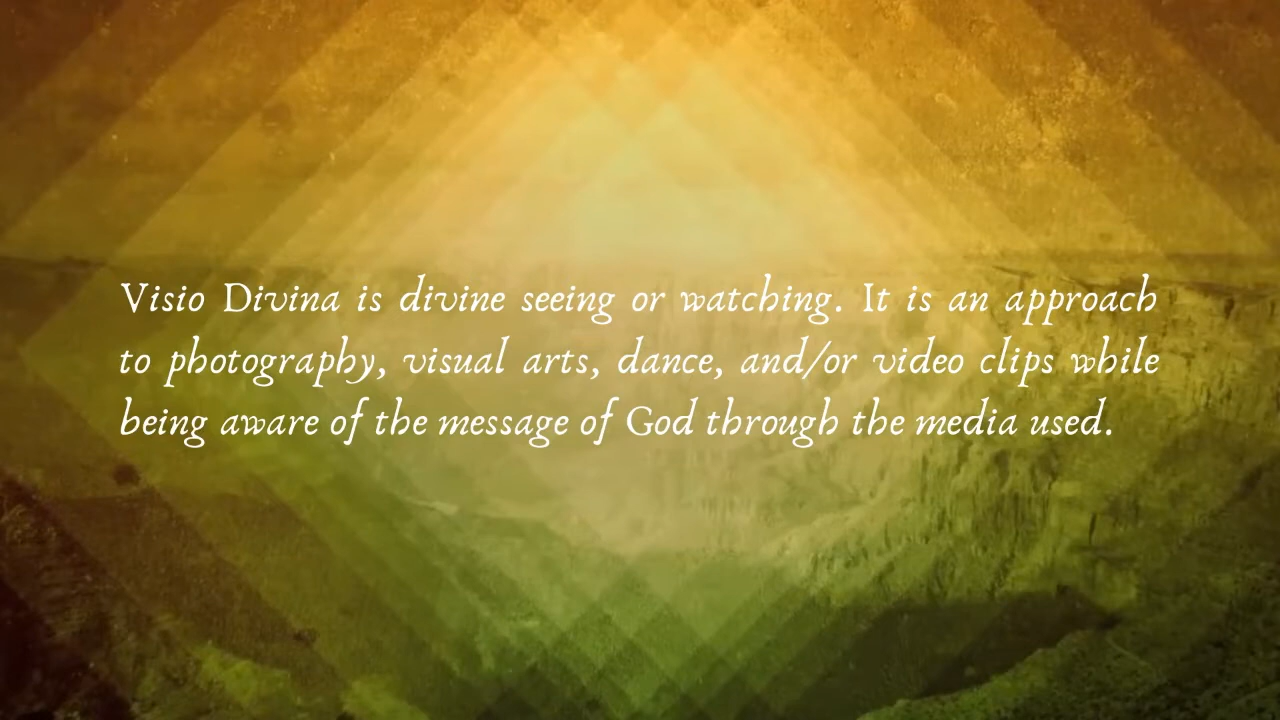 Visio Divina is divine seeing or watching. It is an approach
to photography, visual arts, dance, and/or video clips while
being aware of the message of God through the media used.